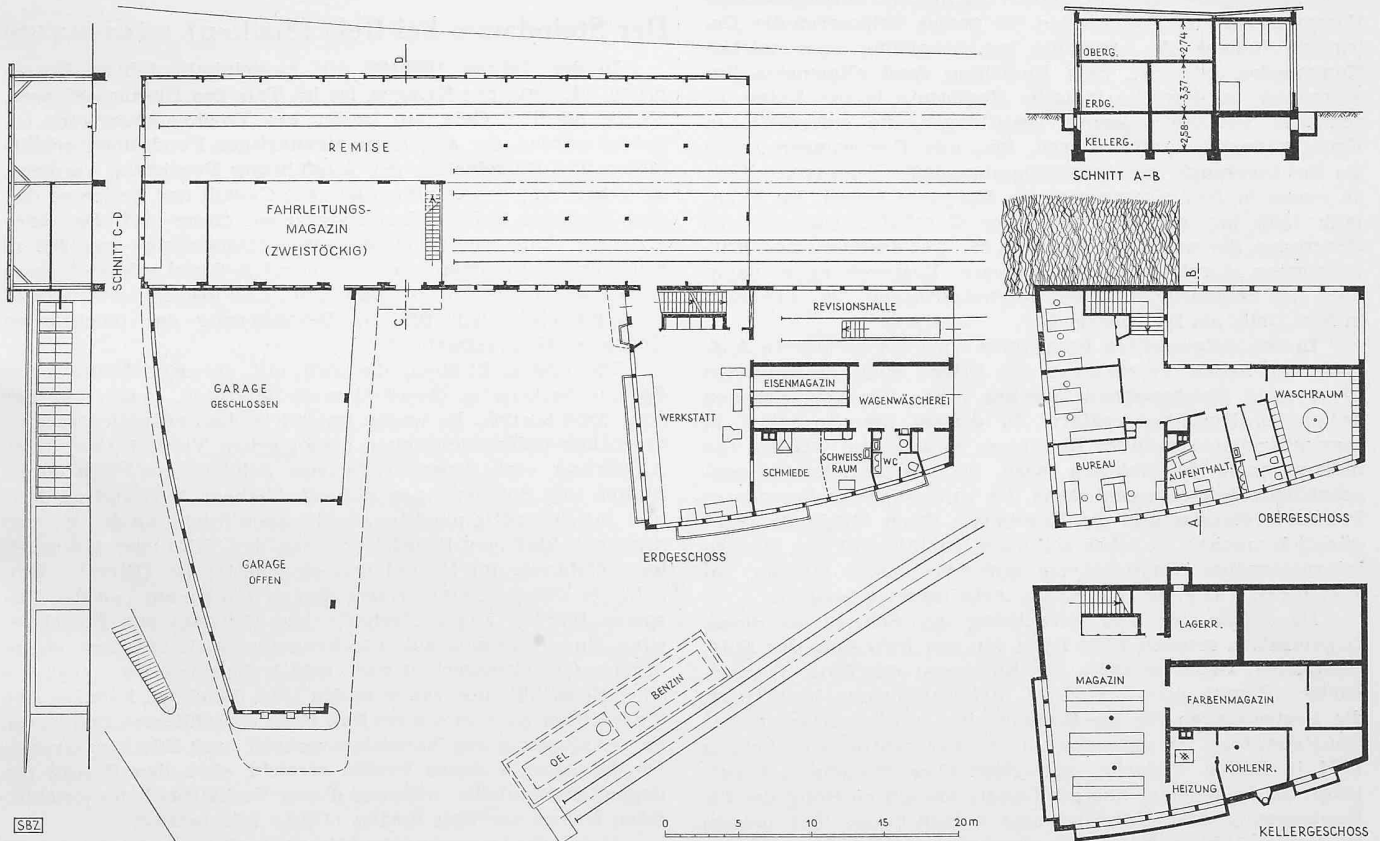 SCHNITT C-D
D
REMISE
FAHRLEITUNGS-
MAGAZIN
(ZWEISTÖCKIG)
C
GARAGE
GESCHLOSSEN
GARAGE
OFFEN
REVISIONSHALLE
EISENMAGAZIN
WERKSTATT
WAGENWÄSCHEREI
SCHMIEDE
SCHWEISS
RAUM
WC
ERDGESCHOSS
OEL
BENZIN
0 5 10 15 20m
OBERG.
2,74
ERDG.
3,37
KELLERG.
2,58
SCHNITT A-B
B
WASCHRAUM
BUREAU
AUFENTHALT.
A
OBERGESCHOSS
LAGERR.
MAGAZIN
FARBENMAGAZIN
KOHLENR.
HEIZUNG
KELLERGESCHOSS
SBZ